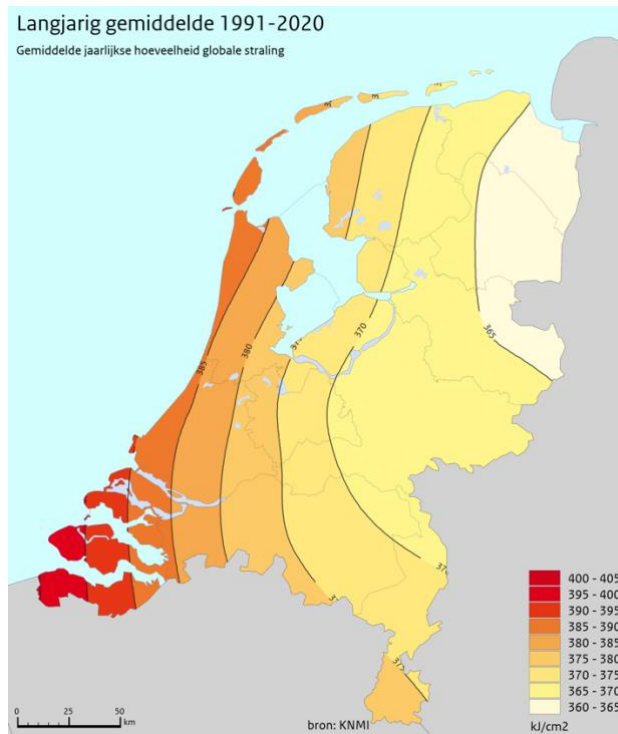 Langjarig gemiddelde 1991-2020
Gemiddelde jaarlijkse hoeveelheid globale straling
385
380
370
365
375
400 - 405
395 - 400
390 - 395
385 - 390
380 - 385
375 - 380
370 - 375
365 - 370
360 - 365
kJ/cm2
0 25 50
km
bron: KNMI